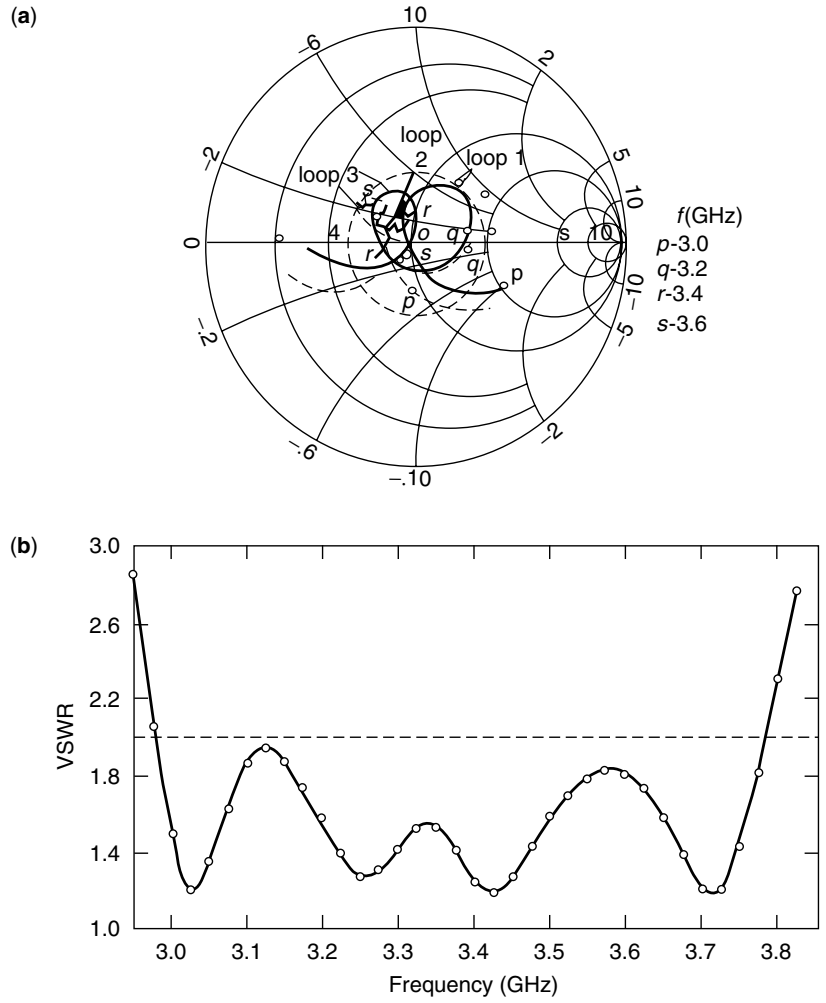 (a)
10
–6
2
–2
5
10
0
loop
2
loop 1
loop 3
s
r
4
o
q
s
10
r
s
q
p
p
–10
–5
–.2
–.6
–2
–.10
f(GHz)
p-3.0
q-3.2
r-3.4
s-3.6
(b)
3.0
2.6
2.2
1.8
1.4
1.0
VSWR
3.0 3.1 3.2 3.3 3.4 3.5 3.6 3.7 3.8
Frequency (GHz)